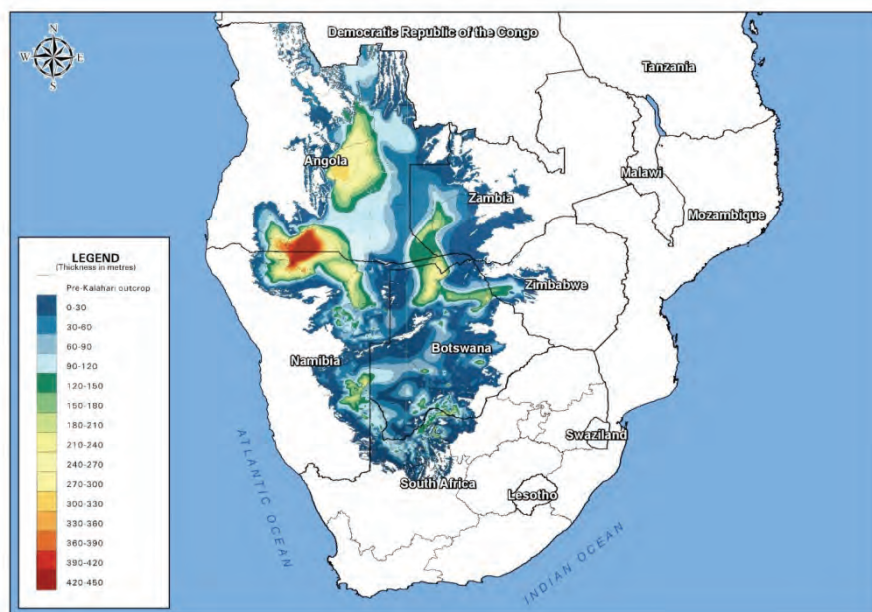 N
W
E
S
Democratic Republic of the Congo
Tanzania
Angola
Malawi
Zambia
Mozambique
Zimbabwe
Namibia
Botswana
Swaziland
South Africa
Lesotho
ATLANTIC OCEAN
INDIAN OCEAN
LEGEND
(Thickness in metres)
Pre-Kalahari outcrop
0-30
30-60
60-90
90-120
120-150
150-180
180-210
210-240
240-270
270-300
300-330
330-360
360-390
390-420
420-450